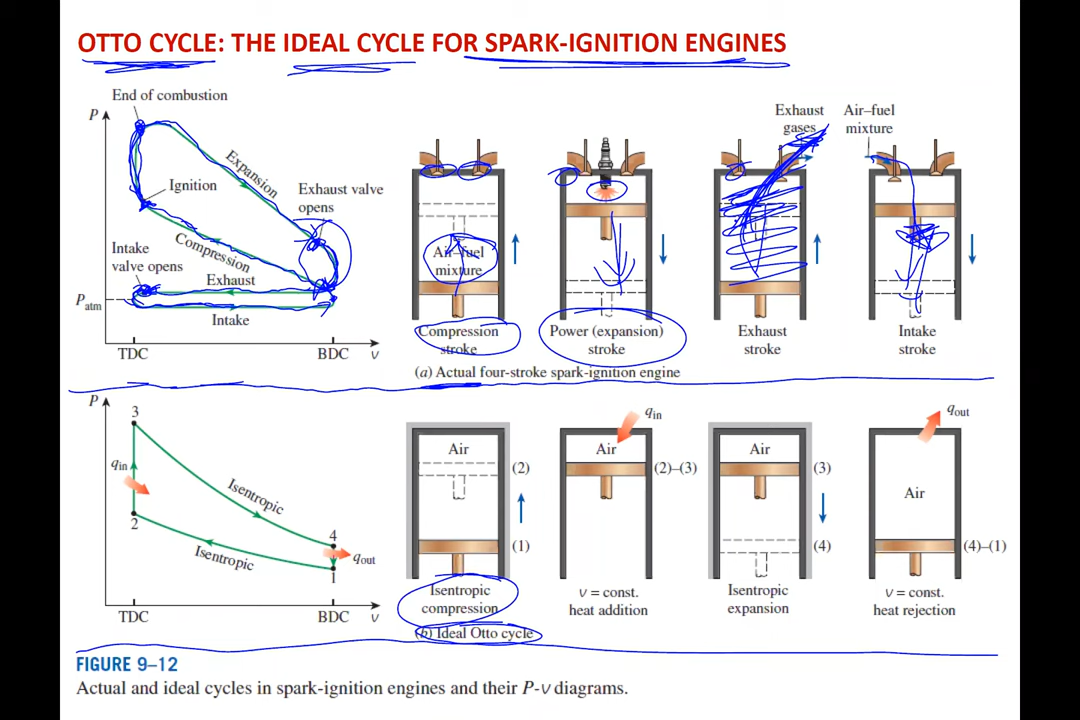 OTTO CYCLE: THE IDEAL CYCLE FOR SPARK-IGNITION ENGINES
End of combustion
P
Expansion
Ignition
Exhaust valve
opens
Compression
Intake
valve opens
Exhaust
Patm
Intake
TDC
BDC
v
Air–fuel
mixture
Compression
stroke
Power (expansion)
stroke
Exhaust
gases
Exhaust
stroke
Air–fuel
mixture
Intake
stroke
(a) Actual four-stroke spark-ignition engine
P
3
qin
2
Isentropic
Isentropic
4
qout
1
TDC
BDC
v
Air
(2)
(1)
Isentropic
compression
qin
Air
(2)–(3)
v = const.
heat addition
Air
(3)
(4)
Isentropic
expansion
qout
Air
(4)–(1)
v = const.
heat rejection
(b) Ideal Otto cycle
FIGURE 9–12
Actual and ideal cycles in spark-ignition engines and their P-v diagrams.